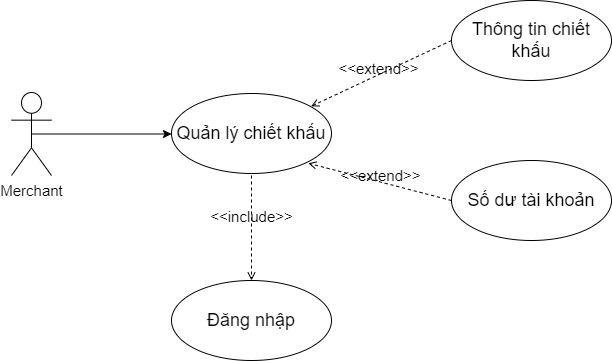 Thông tin chiết
khấu
<<extend>>
Quản lý chiết khấu
<<extend>>
Merchant
Số dư tài khoản
<<include>>
Đăng nhập